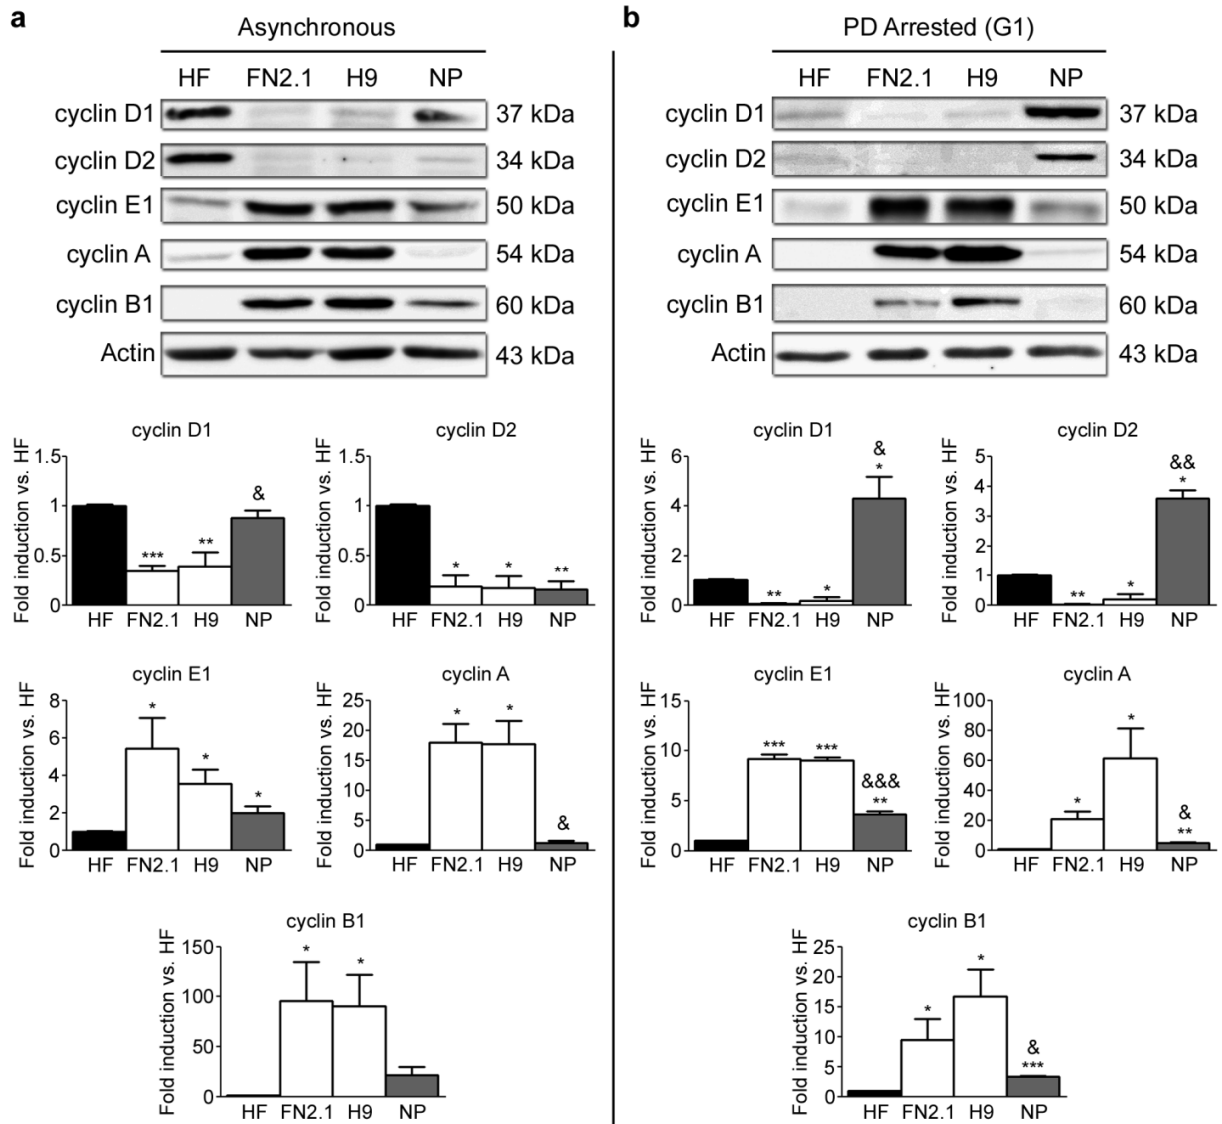 a
Asynchronous
HF FN2.1 H9 NP
cyclin D1 37 kDa
cyclin D2 34 kDa
cyclin E1 50 kDa
cyclin A 54 kDa
cyclin B1 60 kDa
Actin 43 kDa
cyclin D1
Fold induction vs. HF
1.5
1
0.5
0
***
**
&
HF FN2.1 H9 NP
cyclin D2
Fold induction vs. HF
1.5
1
0.5
0
*
*
**
HF FN2.1 H9 NP
cyclin E1
Fold induction vs. HF
8
6
4
2
0
*
*
*
HF FN2.1 H9 NP
cyclin A
Fold induction vs. HF
25
20
15
10
5
0
*
*
&
HF FN2.1 H9 NP
cyclin B1
Fold induction vs. HF
150
100
50
0
*
*
HF FN2.1 H9 NP
b
PD Arrested (G1)
HF FN2.1 H9 NP
cyclin D1 37 kDa
cyclin D2 34 kDa
cyclin E1 50 kDa
cyclin A 54 kDa
cyclin B1 60 kDa
Actin 43 kDa
cyclin D1
Fold induction vs. HF
6
4
2
0
**
*
&
*
HF FN2.1 H9 NP
cyclin D2
Fold induction vs. HF
5
4
3
2
1
0
**
*
&&
*
HF FN2.1 H9 NP
cyclin E1
Fold induction vs. HF
15
10
5
0
***
***
&&&
**
HF FN2.1 H9 NP
cyclin A
Fold induction vs. HF
100
80
60
40
20
0
*
*
&
**
HF FN2.1 H9 NP
cyclin B1
Fold induction vs. HF
25
20
15
10
5
0
*
*
&
***
HF FN2.1 H9 NP